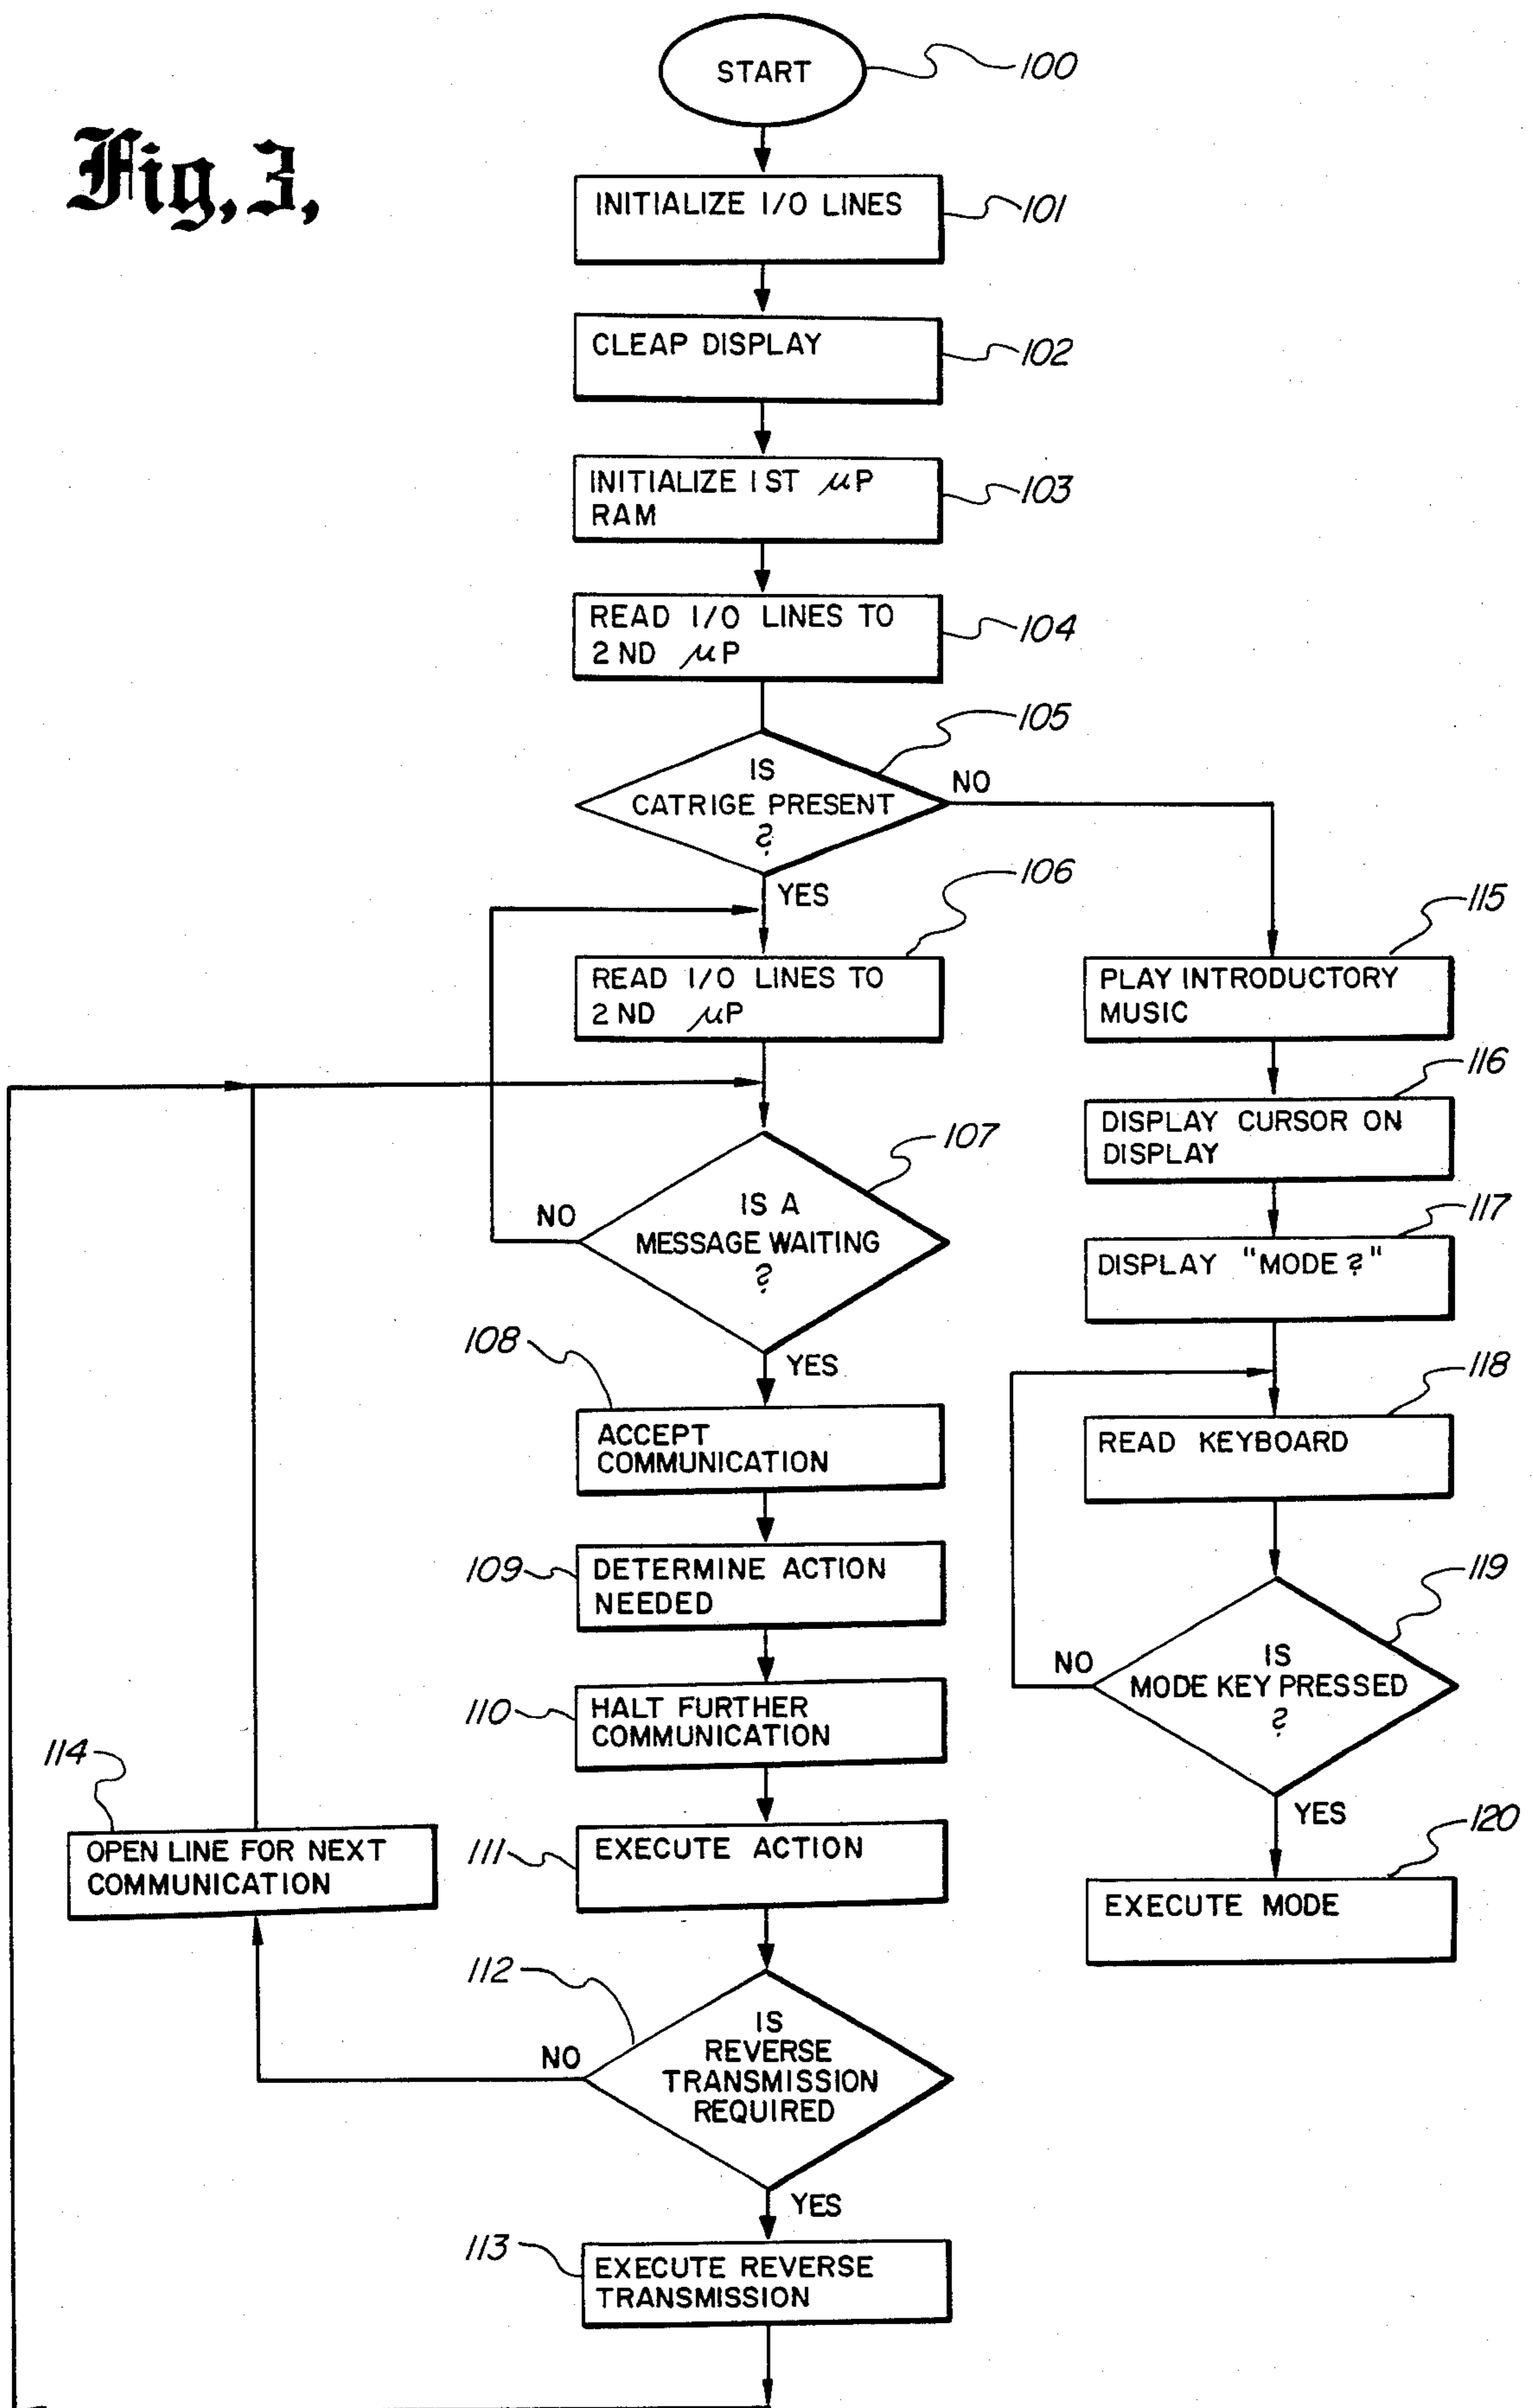 Fig. 3.
START
100
INITIALIZE I/O LINES
101
CLEAP DISPLAY
102
INITIALIZE 1ST μP
RAM
103
READ I/O LINES TO
2ND μP
104
IS
CATRIGE PRESENT
?
105
NO
YES
106
READ I/O LINES TO
2ND μP
115
PLAY INTRODUCTORY
MUSIC
116
DISPLAY CURSOR ON
DISPLAY
107
IS A
MESSAGE WAITING
?
NO
YES
117
DISPLAY "MODE?"
108
ACCEPT
COMMUNICATION
118
READ KEYBOARD
109
DETERMINE ACTION
NEEDED
119
IS
MODE KEY PRESSED
?
NO
YES
110
HALT FURTHER
COMMUNICATION
114
OPEN LINE FOR NEXT
COMMUNICATION
111
EXECUTE ACTION
120
EXECUTE MODE
112
IS
REVERSE
TRANSMISSION
REQUIRED
NO
YES
113
EXECUTE REVERSE
TRANSMISSION